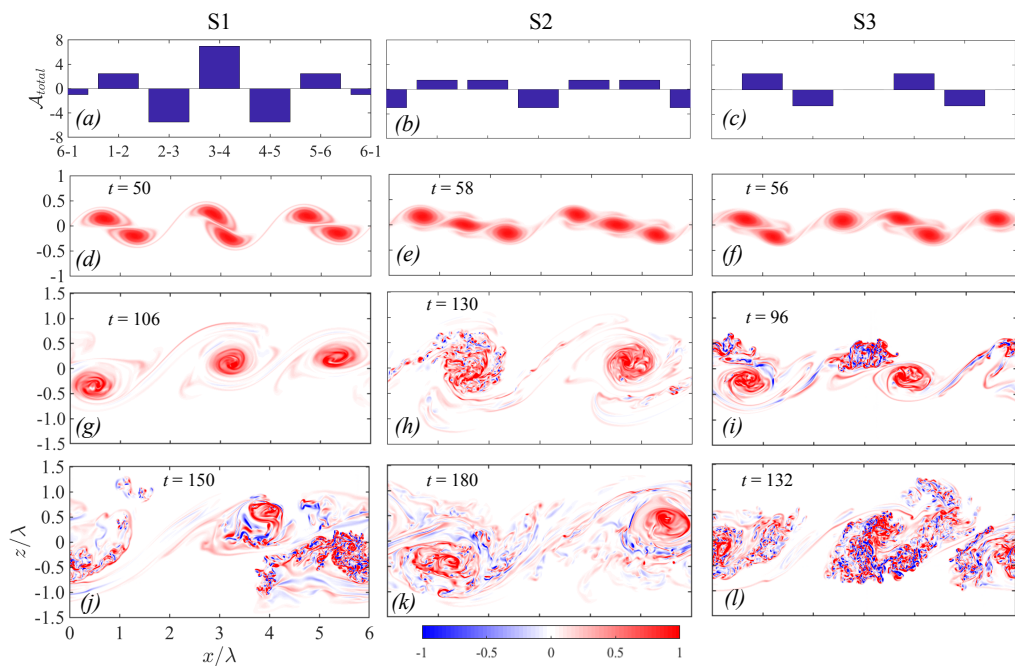 S1 S2 S3
8
4
0
-4
-8
𝒜total
(a) (b) (c)
6-1 1-2 2-3 3-4 4-5 5-6 6-1
1
0.5
0
-0.5
-1
t = 50 t = 58 t = 56
(d) (e) (f)
1.5
1.0
0.5
0
-0.5
-1.0
-1.5
t = 106 t = 130 t = 96
(g) (h) (i)
1.5
1.0
0.5
0
-0.5
-1.0
-1.5
z/λ
t = 150 t = 180 t = 132
(j) (k) (l)
0 1 2 3 4 5 6
x/λ
-1 -0.5 0 0.5 1